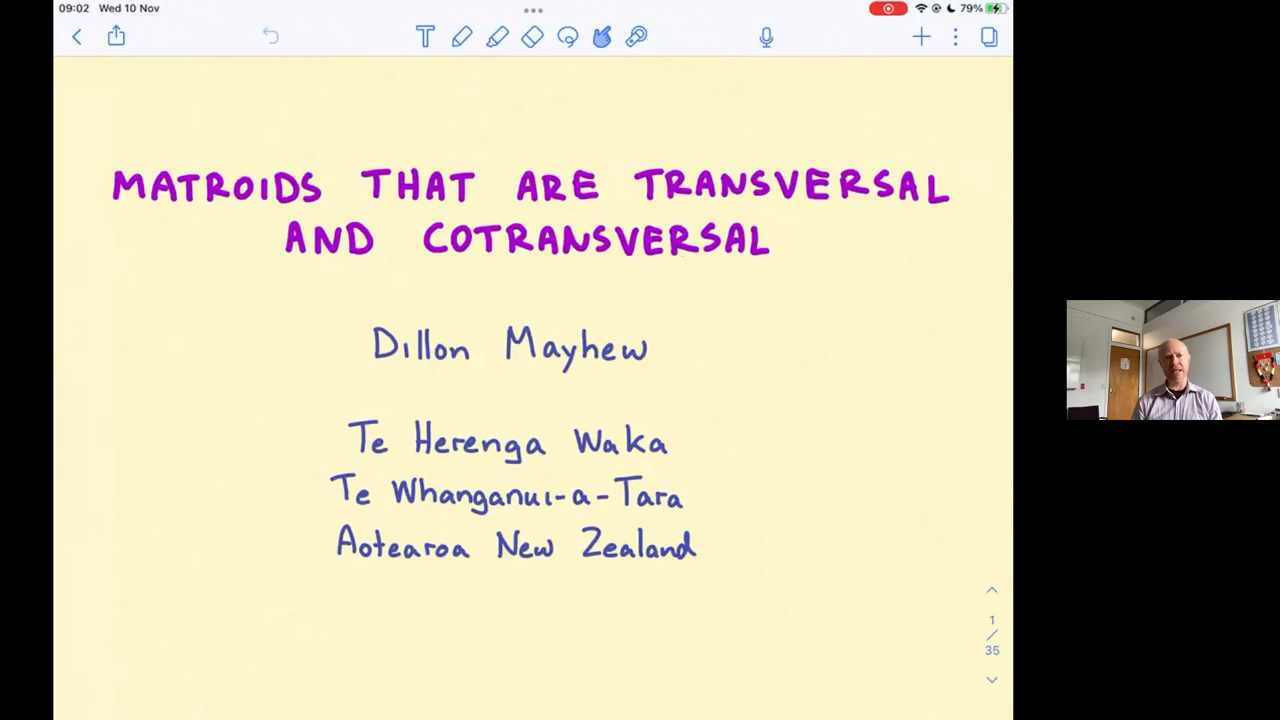 09:02 Wed 10 Nov
79%
MATROIDS THAT ARE TRANSVERSAL
AND COTRANSVERSAL
Dillon Mayhew
Te Herenga Waka
Te Whanganui-a-Tara
Aotearoa New Zealand
1
/
35